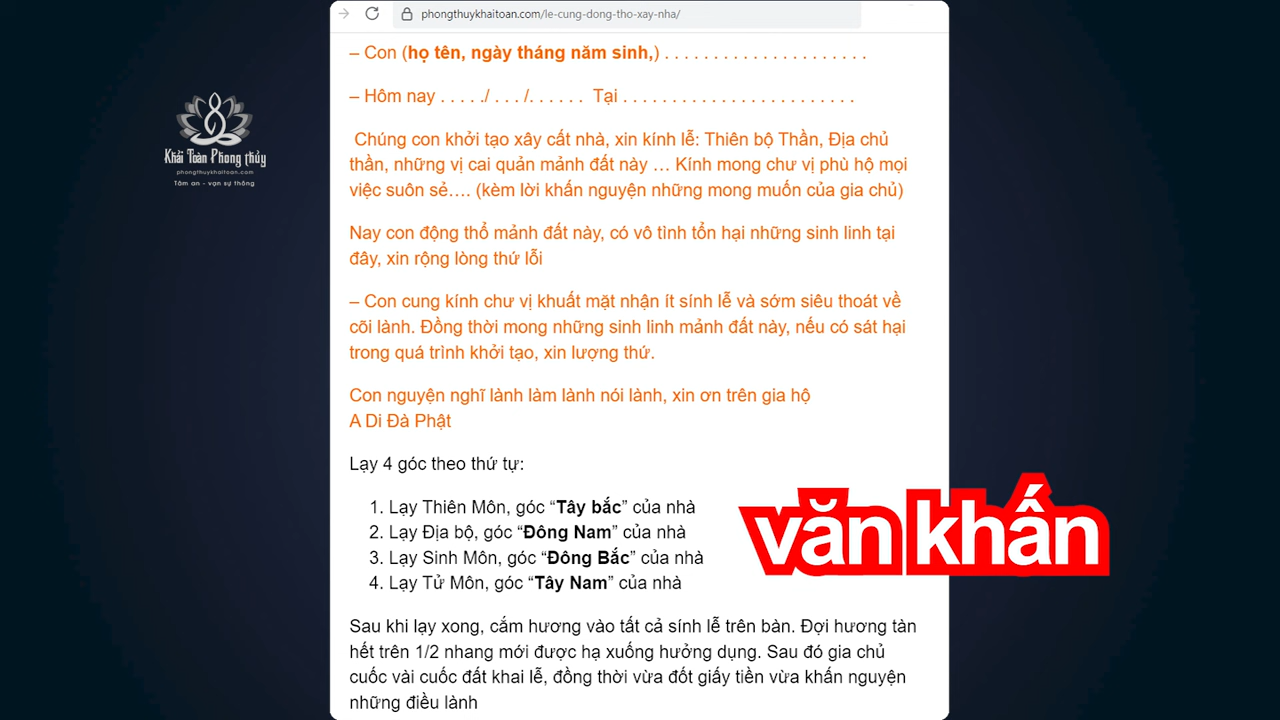 phongthuykhaitoan.com/le-cung-dong-tho-xay-nha/
Khải Toàn Phong thủy
phongthuykhaitoan.com
Tâm an - vạn sự thông
– Con (họ tên, ngày tháng năm sinh,) . . . . . . . . . . . . . . . . . . . . .
– Hôm nay . . . . ./ . . . /. . . . . .  Tại . . . . . . . . . . . . . . . . . . . . . . . .
Chúng con khởi tạo xây cất nhà, xin kính lễ: Thiên bộ Thần, Địa chủ
thần, những vị cai quản mảnh đất này … Kính mong chư vị phù hộ mọi
việc suôn sẻ…. (kèm lời khấn nguyện những mong muốn của gia chủ)
Nay con động thổ mảnh đất này, có vô tình tổn hại những sinh linh tại
đây, xin rộng lòng thứ lỗi
– Con cung kính chư vị khuất mặt nhận ít sính lễ và sớm siêu thoát về
cõi lành. Đồng thời mong những sinh linh mảnh đất này, nếu có sát hại
trong quá trình khởi tạo, xin lượng thứ.
Con nguyện nghĩ lành làm lành nói lành, xin ơn trên gia hộ
A Di Đà Phật
Lạy 4 góc theo thứ tự:
1. Lạy Thiên Môn, góc “Tây bắc” của nhà
2. Lạy Địa bộ, góc “Đông Nam” của nhà
3. Lạy Sinh Môn, góc “Đông Bắc” của nhà
4. Lạy Tử Môn, góc “Tây Nam” của nhà
văn khấn
Sau khi lạy xong, cắm hương vào tất cả sính lễ trên bàn. Đợi hương tàn
hết trên 1/2 nhang mới được hạ xuống hưởng dụng. Sau đó gia chủ
cuốc vài cuốc đất khai lễ, đồng thời vừa đốt giấy tiền vừa khấn nguyện
những điều lành